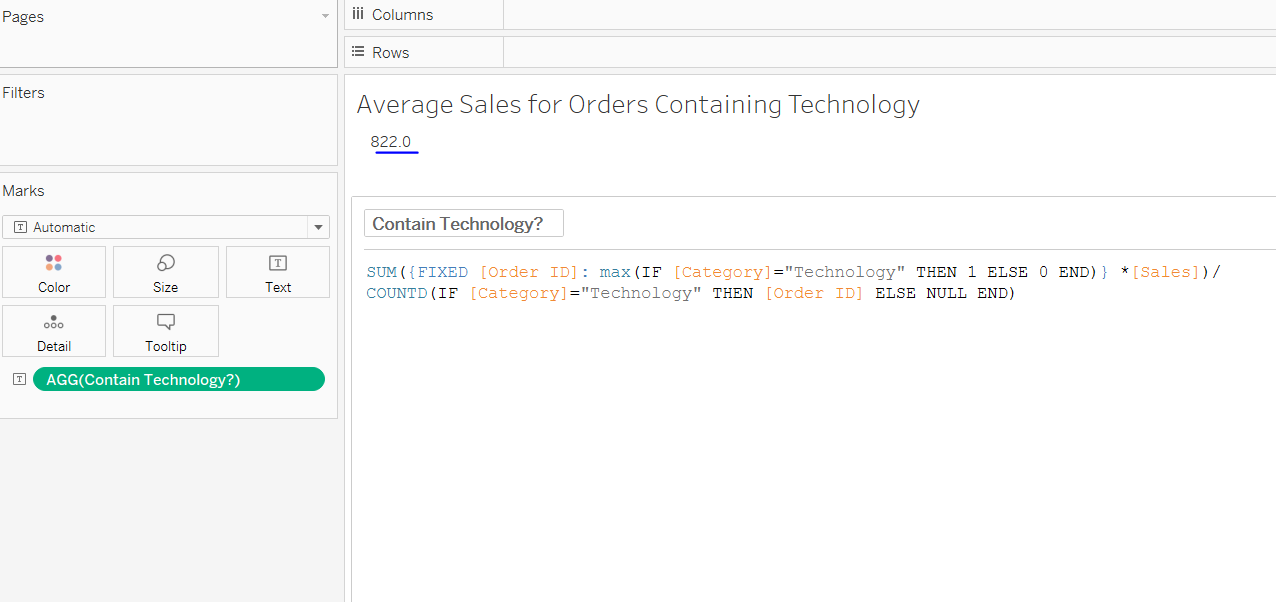 Pages
Columns
Rows
Filters
Average Sales for Orders Containing Technology
822.0
Marks
Automatic
Color
Size
Text
Detail
Tooltip
AGG(Contain Technology?)
Contain Technology?
SUM({FIXED [Order ID]: max(IF [Category]="Technology" THEN 1 ELSE 0 END)} *[Sales])/
COUNTD(IF [Category]="Technology" THEN [Order ID] ELSE NULL END)